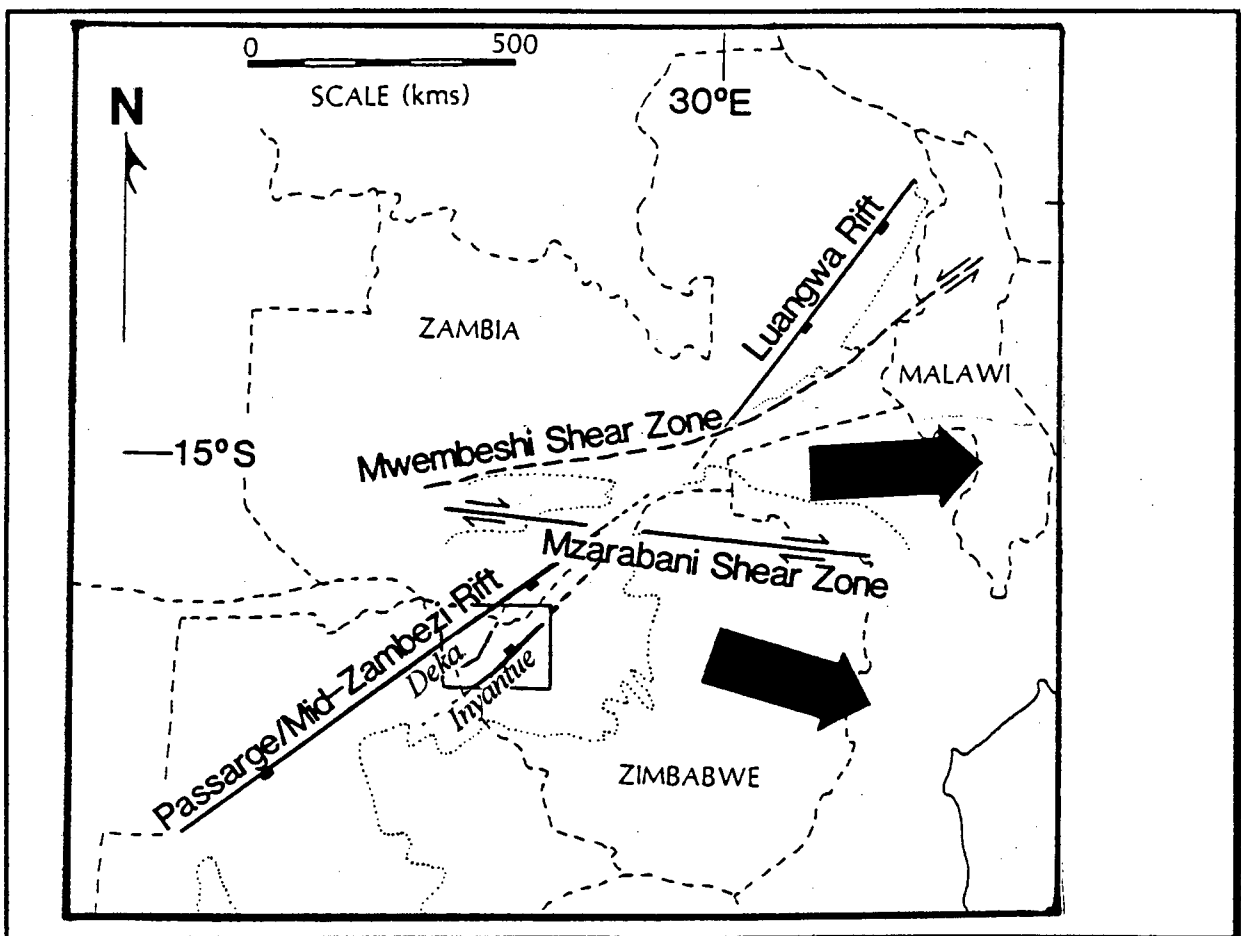 0 500
SCALE (kms)
N
30°E
Luangwa Rift
ZAMBIA
MALAWI
Mwembeshi Shear Zone
15°S
Mzarabani Shear Zone
Passarge/Mid-Zambezi Rift
Deka
Inyantue
ZIMBABWE